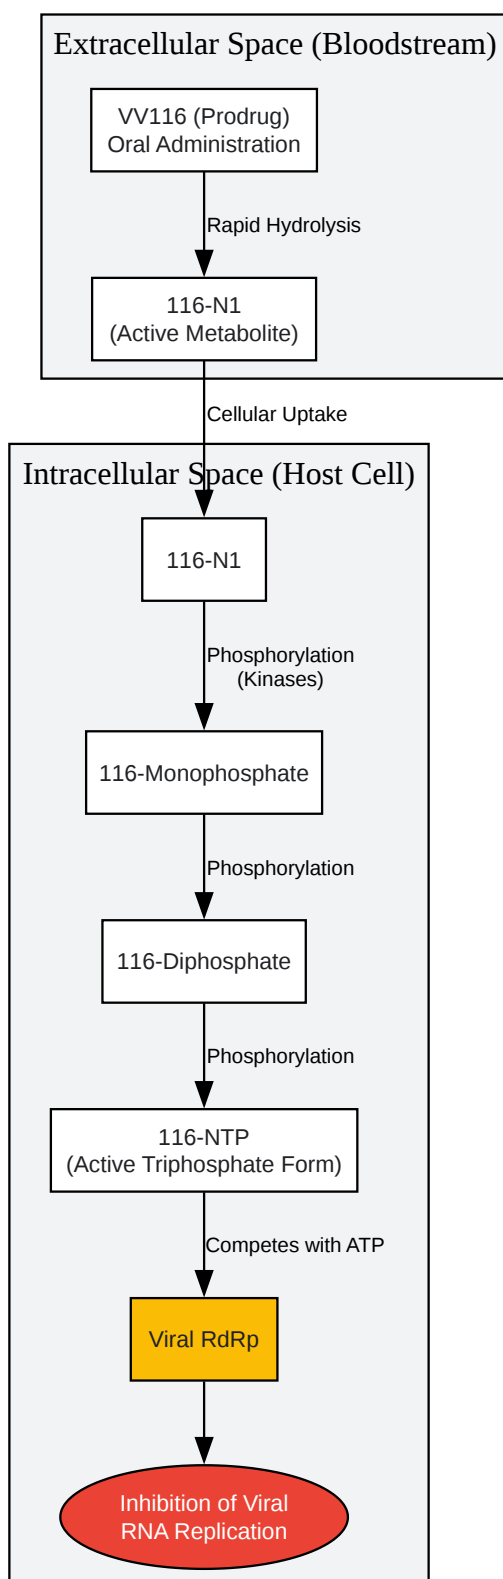 Extracellular Space (Bloodstream)
VV116 (Prodrug)
Oral Administration
Rapid Hydrolysis
116-N1
(Active Metabolite)
Cellular Uptake
Intracellular Space (Host Cell)
116-N1
Phosphorylation
(Kinases)
116-Monophosphate
Phosphorylation
116-Diphosphate
Phosphorylation
116-NTP
(Active Triphosphate Form)
Competes with ATP
Viral RdRp
Inhibition of Viral
RNA Replication